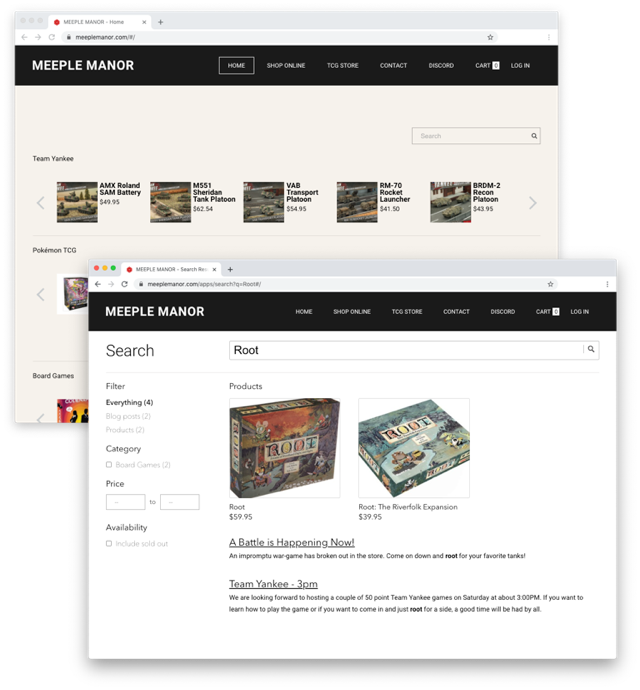 MEEPLE MANOR - Home
meeplemanor.com/#/
MEEPLE MANOR
HOME
SHOP ONLINE
TCG STORE
CONTACT
DISCORD
CART 0
LOG IN
Search
Team Yankee
AMX Roland
SAM Battery
$49.95
M551
Sheridan
Tank Platoon
$62.54
VAB
Transport
Platoon
$54.95
RM-70
Rocket
Launcher
$41.50
BRDM-2
Recon
Platoon
$43.95
Pokémon TCG
Board Games
MEEPLE MANOR - Search Res
meeplemanor.com/apps/search?q=Root#/
MEEPLE MANOR
HOME
SHOP ONLINE
TCG STORE
CONTACT
DISCORD
CART 0
LOG IN
Search
Root
Filter
Everything (4)
Blog posts (2)
Products (2)
Category
Board Games (2)
Price
– to –
Availability
Include sold out
Products
ROOT
ROOT
Root
$59.95
Root: The Riverfolk Expansion
$39.95
A Battle is Happening Now!
An impromptu war-game has broken out in the store. Come on down and root for your favorite tanks!
Team Yankee - 3pm
We are looking forward to hosting a couple of 50 point Team Yankee games on Saturday at about 3:00PM. If you want to
learn how to play the game or if you want to come in and just root for a side, a good time will be had by all.